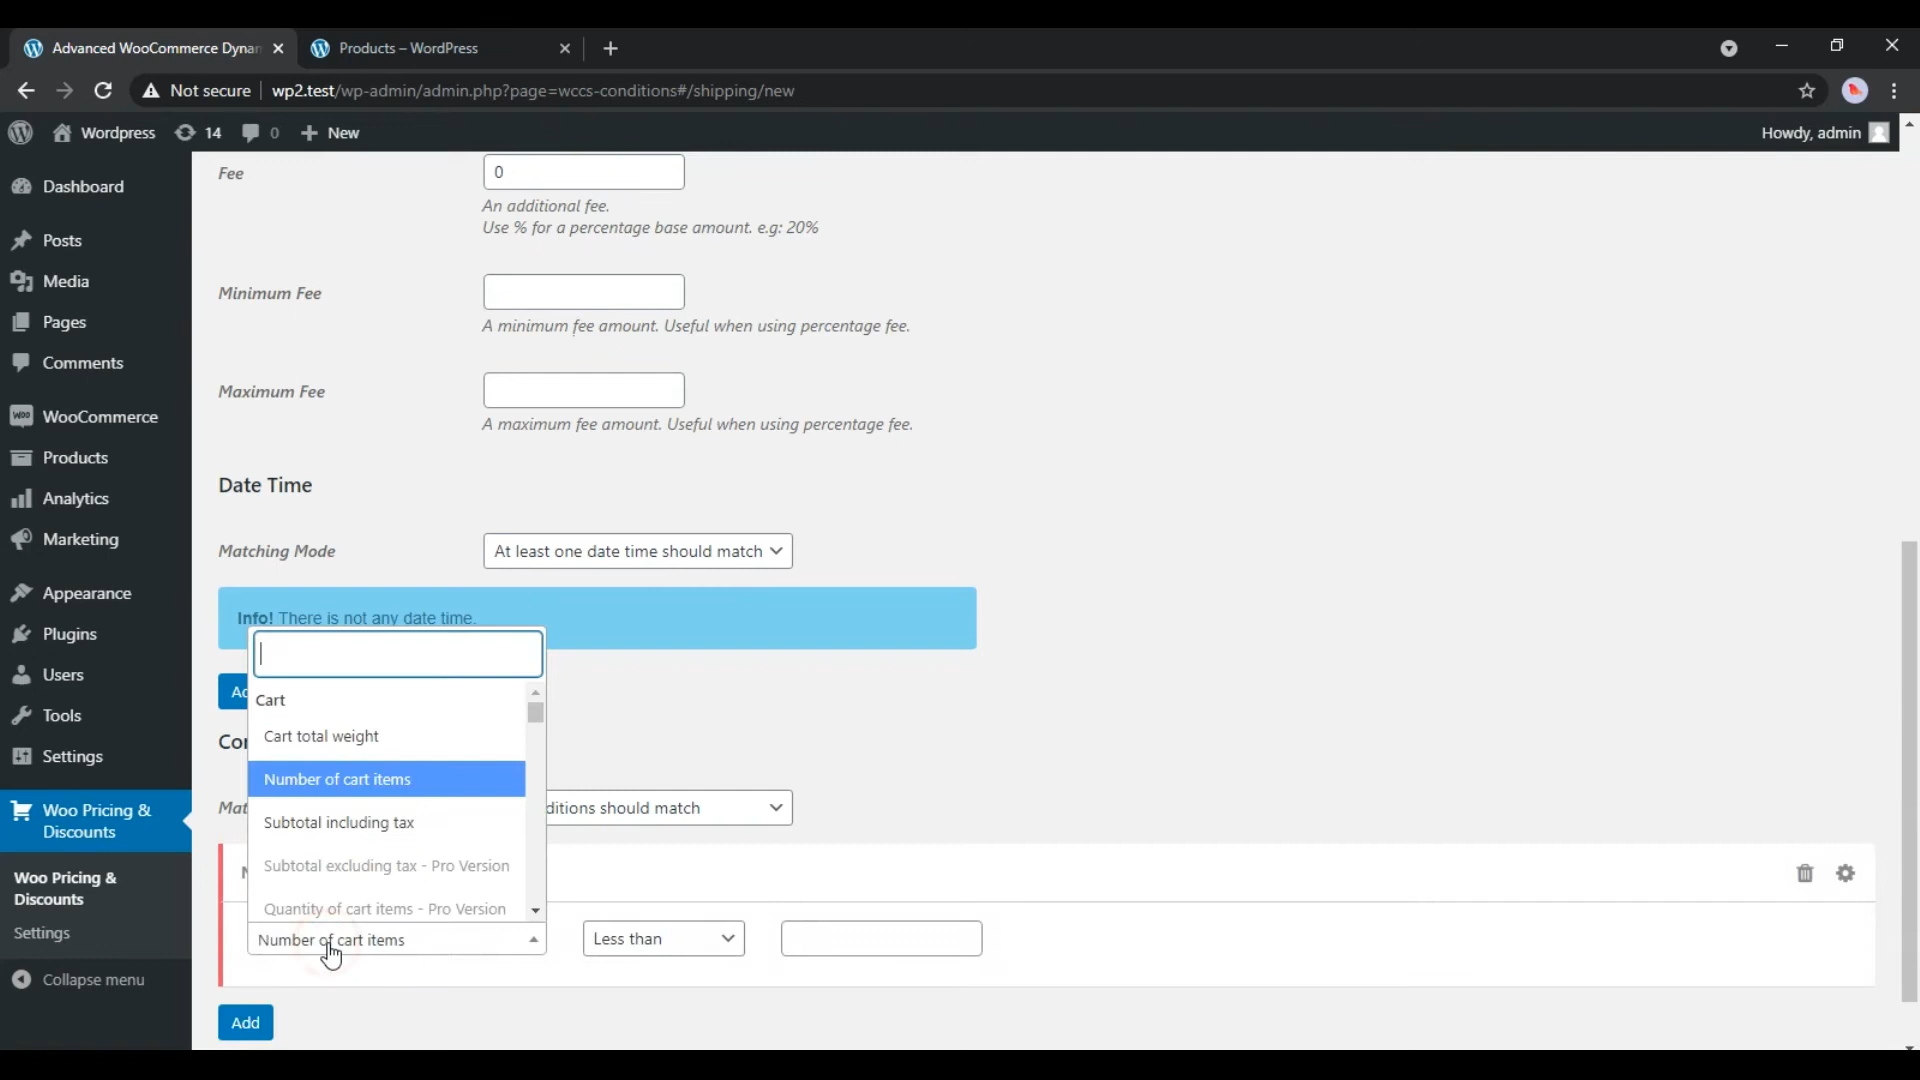 Advanced WooCommerce Dynam
Products – WordPress
Not secure
wp2.test/wp-admin/admin.php?page=wccs-conditions#/shipping/new
Wordpress
14
0
New
Howdy, admin
Dashboard
Posts
Media
Pages
Comments
WooCommerce
Products
Analytics
Marketing
Appearance
Plugins
Users
Tools
Settings
Woo Pricing &
Discounts
Woo Pricing &
Discounts
Settings
Collapse menu
Fee
0
An additional fee.
Use % for a percentage base amount. e.g: 20%
Minimum Fee
A minimum fee amount. Useful when using percentage fee.
Maximum Fee
A maximum fee amount. Useful when using percentage fee.
Date Time
Matching Mode
At least one date time should match
Info! There is not any date time.
Cart
Cart total weight
Number of cart items
Subtotal including tax
Subtotal excluding tax - Pro Version
Quantity of cart items - Pro Version
ditions should match
Number of cart items
Less than
Add